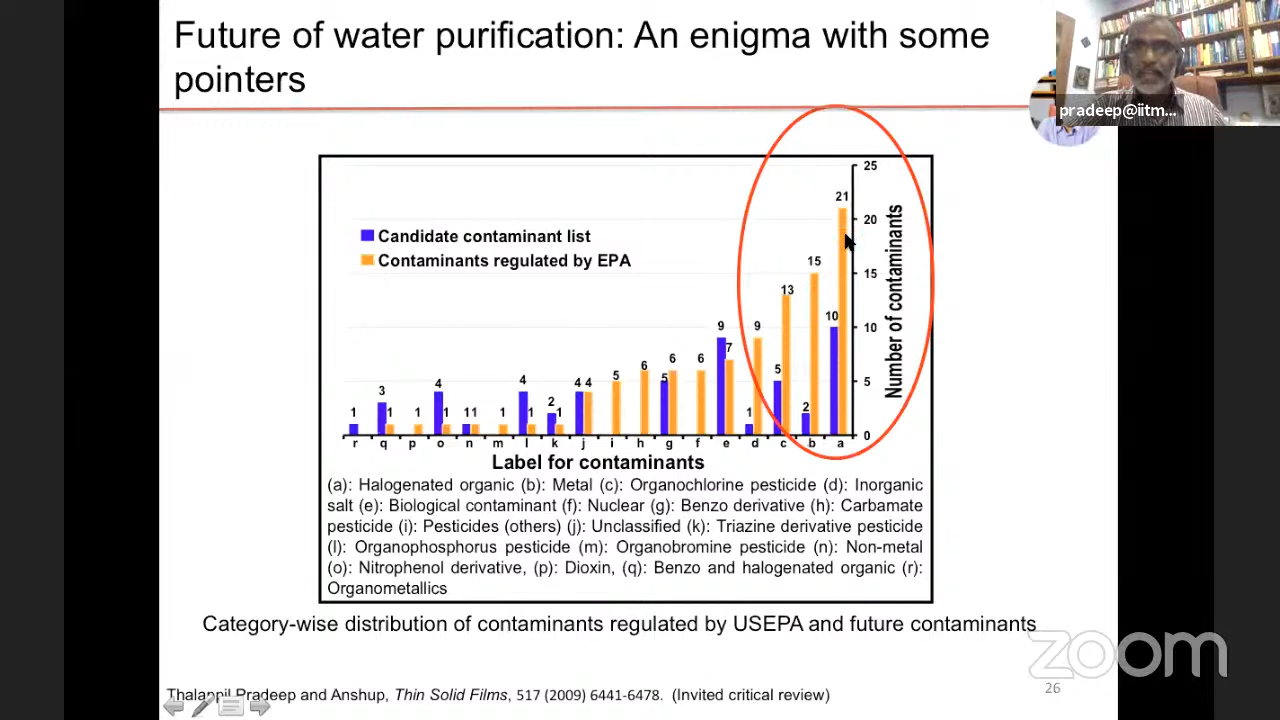 Future of water purification: An enigma with some
pointers
pradeep@iitm...
25
21
20
Candidate contaminant list
Contaminants regulated by EPA
15
15
13
10
10
9
7
9
6
6
6
5
5
5
5
4
4
4 4
3
2
2
1
1
1
1
11
1
1
1
1
0
r q p o n m l k j i h g f e d c b a
Number of contaminants
Label for contaminants
(a): Halogenated organic (b): Metal (c): Organochlorine pesticide (d): Inorganic
salt (e): Biological contaminant (f): Nuclear (g): Benzo derivative (h): Carbamate
pesticide (i): Pesticides (others) (j): Unclassified (k): Triazine derivative pesticide
(l): Organophosphorus pesticide (m): Organobromine pesticide (n): Non-metal
(o): Nitrophenol derivative, (p): Dioxin, (q): Benzo and halogenated organic (r):
Organometallics
Category-wise distribution of contaminants regulated by USEPA and future contaminants
zoom
26
Thalappil Pradeep and Anshup, Thin Solid Films, 517 (2009) 6441-6478. (Invited critical review)